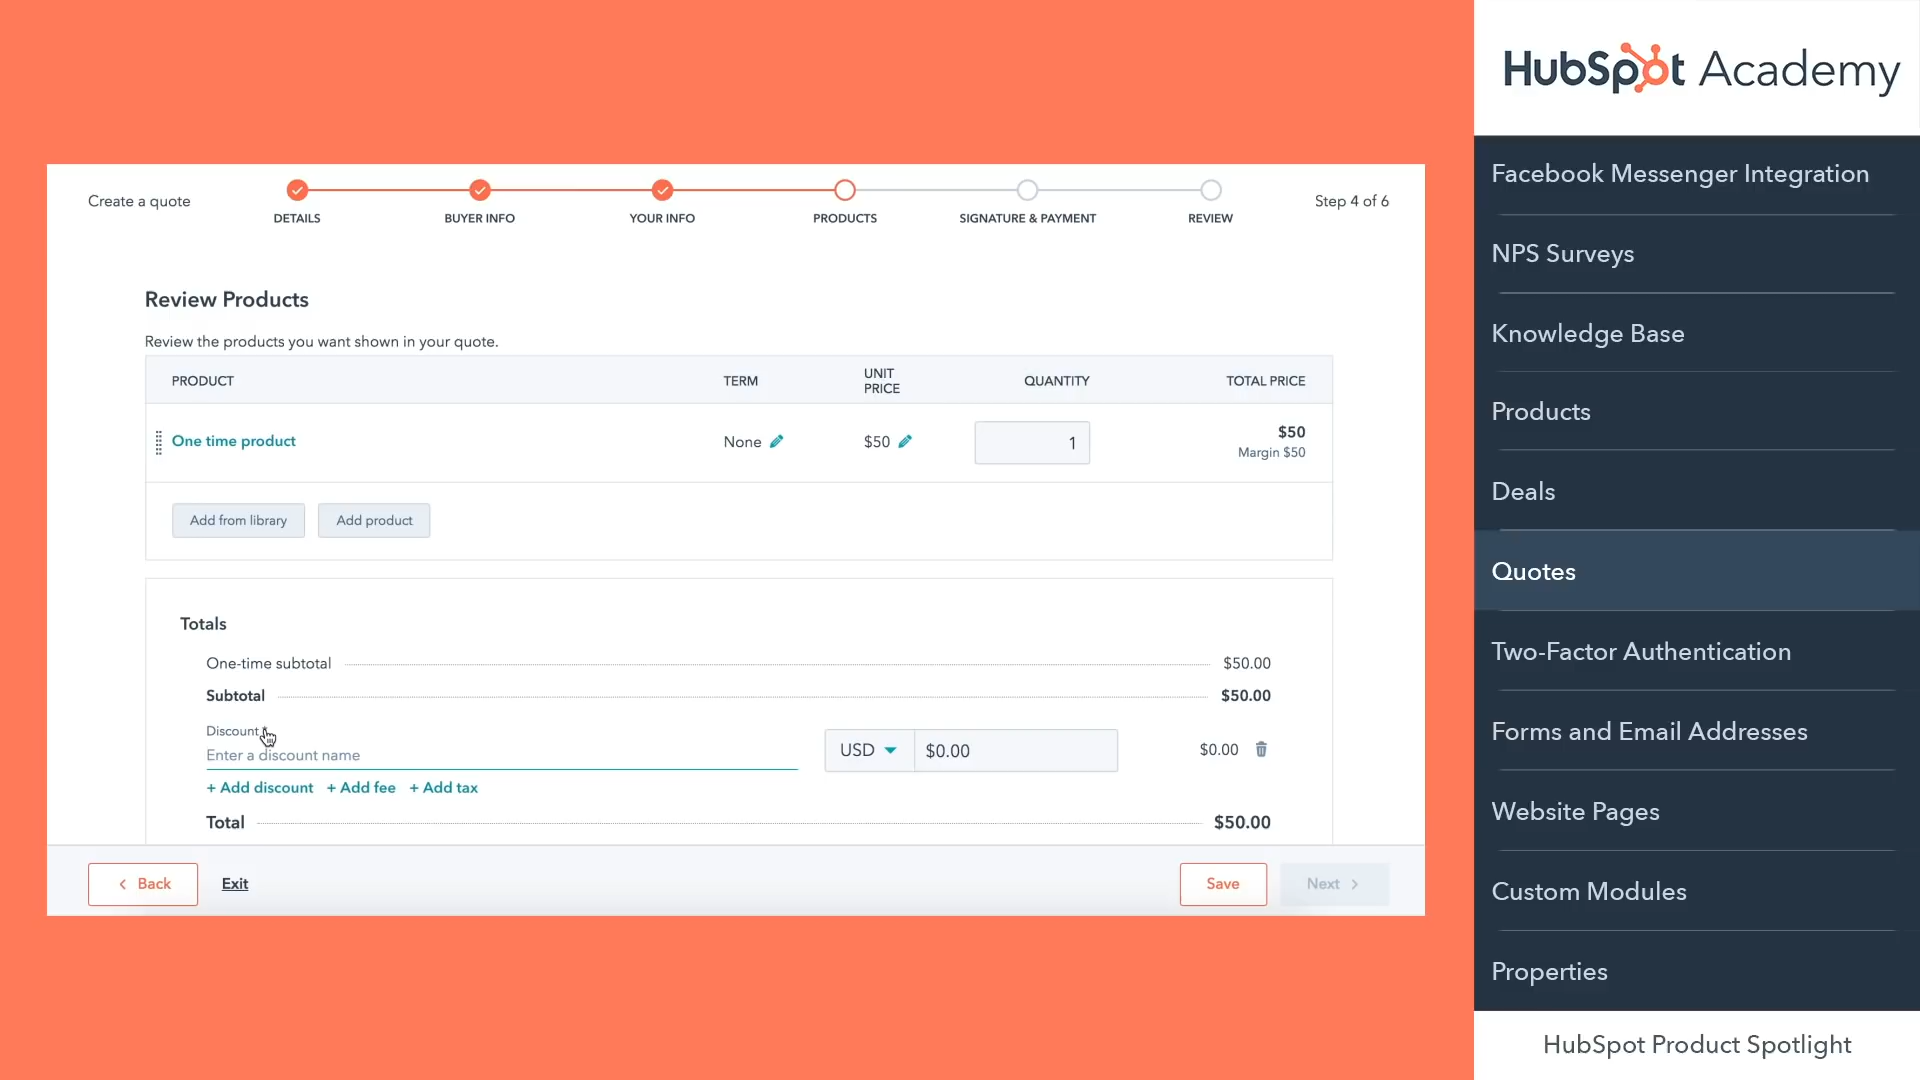 Create a quote
DETAILS
BUYER INFO
YOUR INFO
PRODUCTS
SIGNATURE & PAYMENT
REVIEW
Step 4 of 6
Review Products
Review the products you want shown in your quote.
PRODUCT
TERM
UNIT
PRICE
QUANTITY
TOTAL PRICE
One time product
None
$50
1
$50
Margin $50
Add from library
Add product
Totals
One-time subtotal
$50.00
Subtotal
$50.00
Discount
Enter a discount name
USD
$0.00
$0.00
+ Add discount
+ Add fee
+ Add tax
Total
$50.00
Back
Exit
Save
Next
HubSpot Academy
Facebook Messenger Integration
NPS Surveys
Knowledge Base
Products
Deals
Quotes
Two-Factor Authentication
Forms and Email Addresses
Website Pages
Custom Modules
Properties
HubSpot Product Spotlight